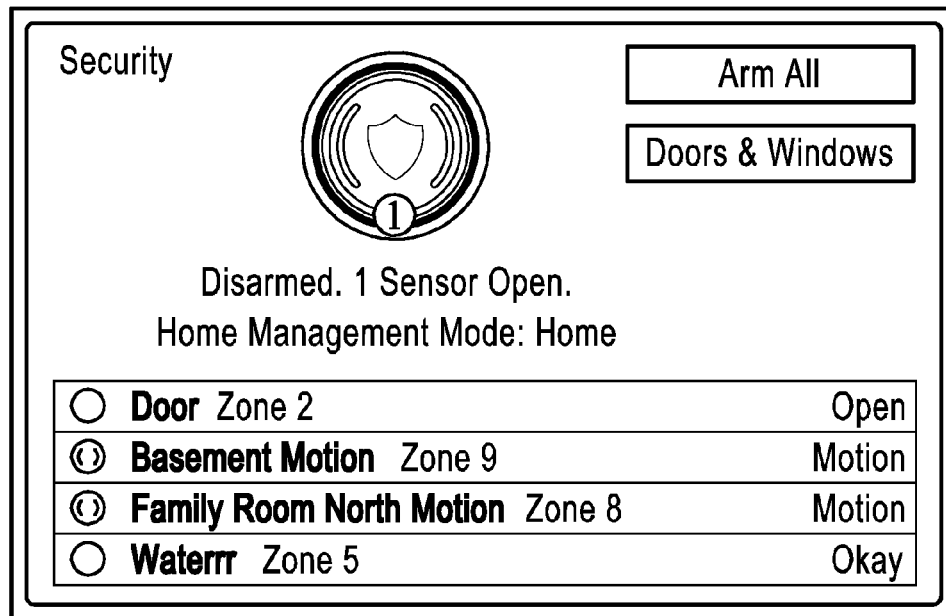 Security
Arm All
Doors & Windows
1
Disarmed. 1 Sensor Open.
Home Management Mode: Home
Door Zone 2 Open
Basement Motion Zone 9 Motion
Family Room North Motion Zone 8 Motion
Waterrr Zone 5 Okay